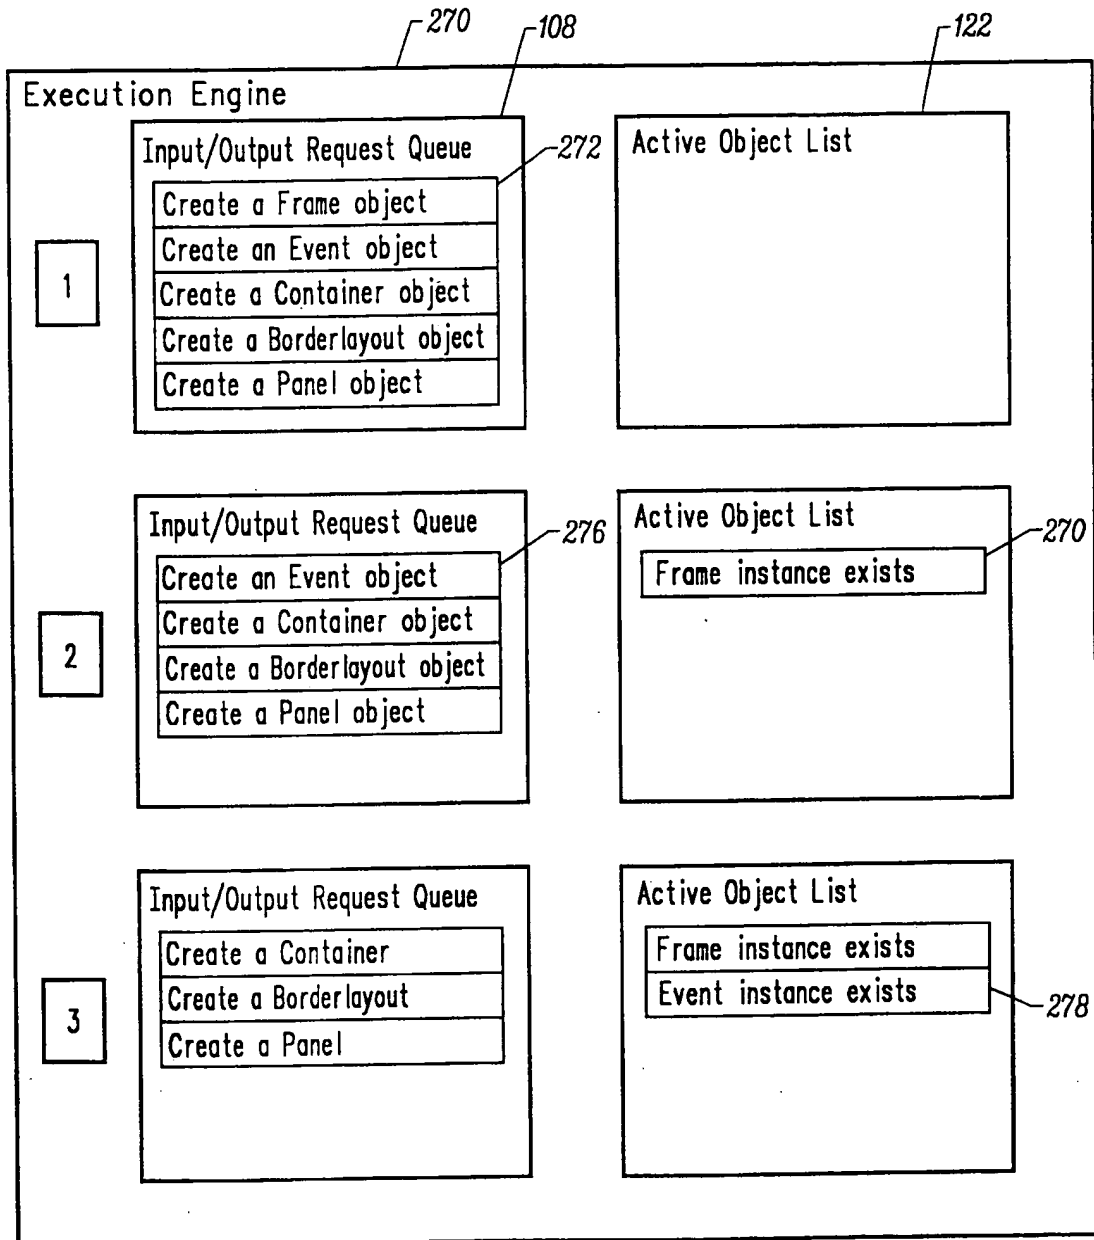 270
108
122
Execution Engine
Input/Output Request Queue
272
Create a Frame object
Create an Event object
Create a Container object
Create a Borderlayout object
Create a Panel object
Active Object List
1
Input/Output Request Queue
276
Create an Event object
Create a Container object
Create a Borderlayout object
Create a Panel object
Active Object List
270
Frame instance exists
2
Input/Output Request Queue
Create a Container
Create a Borderlayout
Create a Panel
Active Object List
Frame instance exists
Event instance exists
278
3